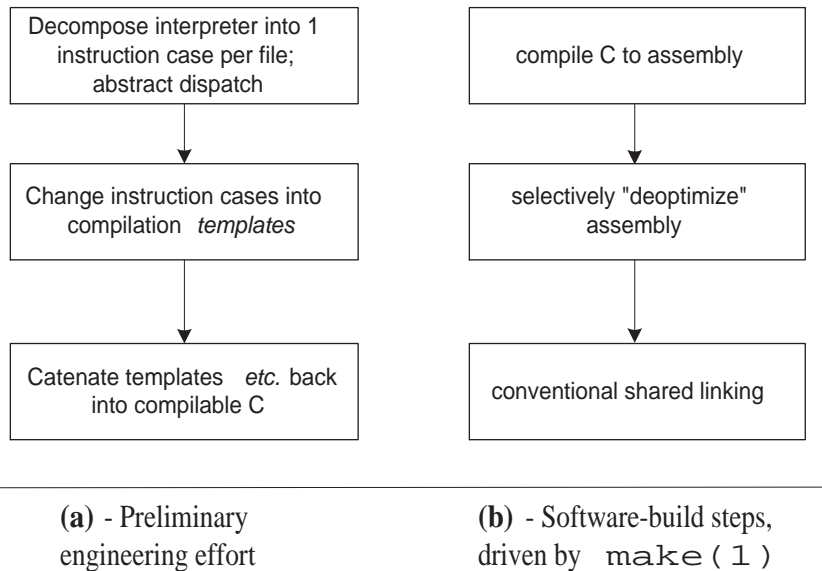 Decompose interpreter into 1
instruction case per file;
abstract dispatch
Change instruction cases into
compilation templates
Catenate templates etc. back
into compilable C
compile C to assembly
selectively "deoptimize"
assembly
conventional shared linking
(a) - Preliminary
engineering effort
(b) - Software-build steps,
driven by make(1)